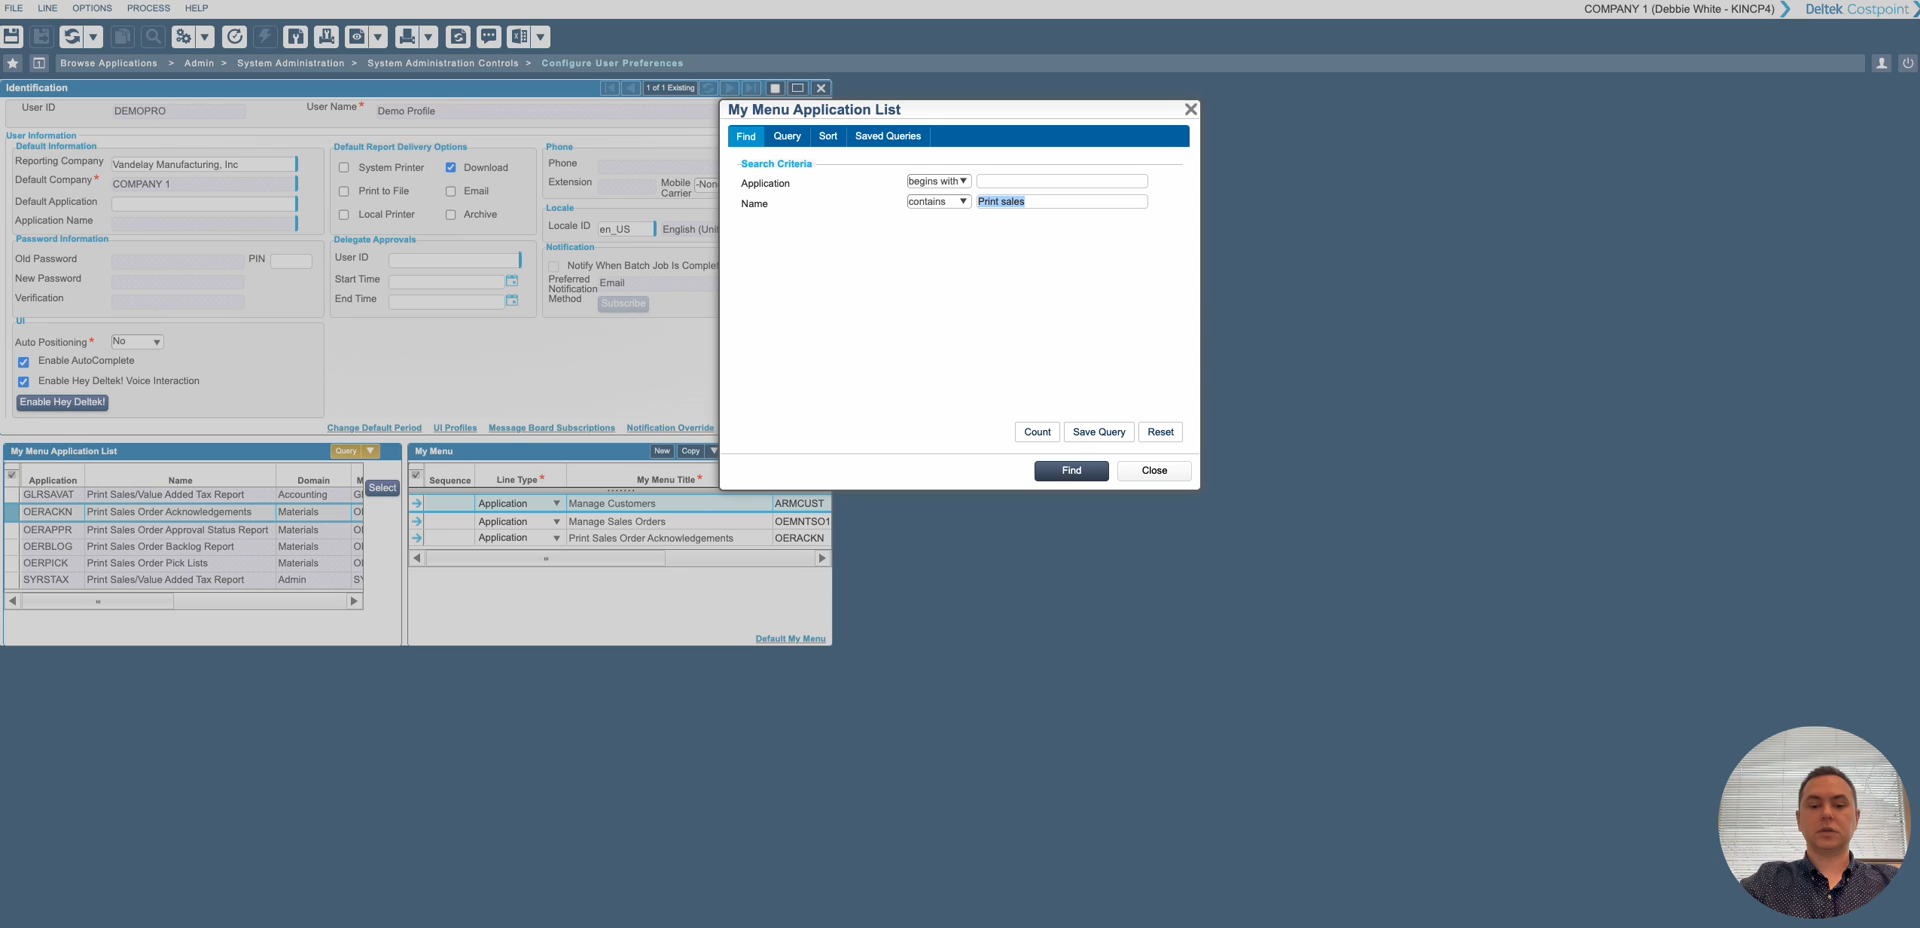 FILE LINE OPTIONS PROCESS HELP
COMPANY 1 (Debbie White - KINCP4) Deltek Costpoint
Browse Applications > Admin > System Administration > System Administration Controls > Configure User Preferences
Identification
1 of 1 Existing
User ID DEMOPRO User Name * Demo Profile
User Information
Default Information
Reporting Company Vandelay Manufacturing, Inc
Default Company * COMPANY 1
Default Application
Application Name
Password Information
Old Password PIN
New Password
Verification
UI
Auto Positioning * No
Enable AutoComplete
Enable Hey Deltek! Voice Interaction
Enable Hey Deltek!
Default Report Delivery Options
System Printer Download
Print to File Email
Local Printer Archive
Delegate Approvals
User ID
Start Time
End Time
Phone
Phone
Extension Mobile Carrier
Locale
Locale ID en_US
Notification
Preferred Notification Method Email
Subscribe
Change Default Period UI Profiles Message Board Subscriptions Notification Override
My Menu Application List
Find Query Sort Saved Queries
Search Criteria
Application begins with
Name contains Print sales
Count Save Query Reset
Find Close
My Menu Application List Query
Application Name Domain
Select
GLRSAVAT Print Sales/Value Added Tax Report Accounting
OERACKN Print Sales Order Acknowledgements Materials
OERAPPR Print Sales Order Approval Status Report Materials
OERBLOG Print Sales Order Backlog Report Materials
OERPICK Print Sales Order Pick Lists Materials
SYRSTAX Print Sales/Value Added Tax Report Admin
My Menu New Copy
Sequence Line Type * My Menu Title *
Application Manage Customers ARMCUST
Application Manage Sales Orders OEMNTSO1
Application Print Sales Order Acknowledgements OERACKN
Default My Menu